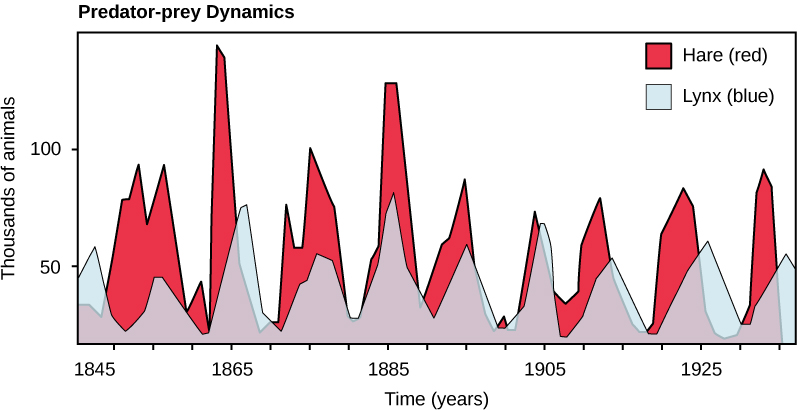 Predator-prey Dynamics
Hare (red)
Lynx (blue)
Thousands of animals
100
50
1845 1865 1885 1905 1925
Time (years)